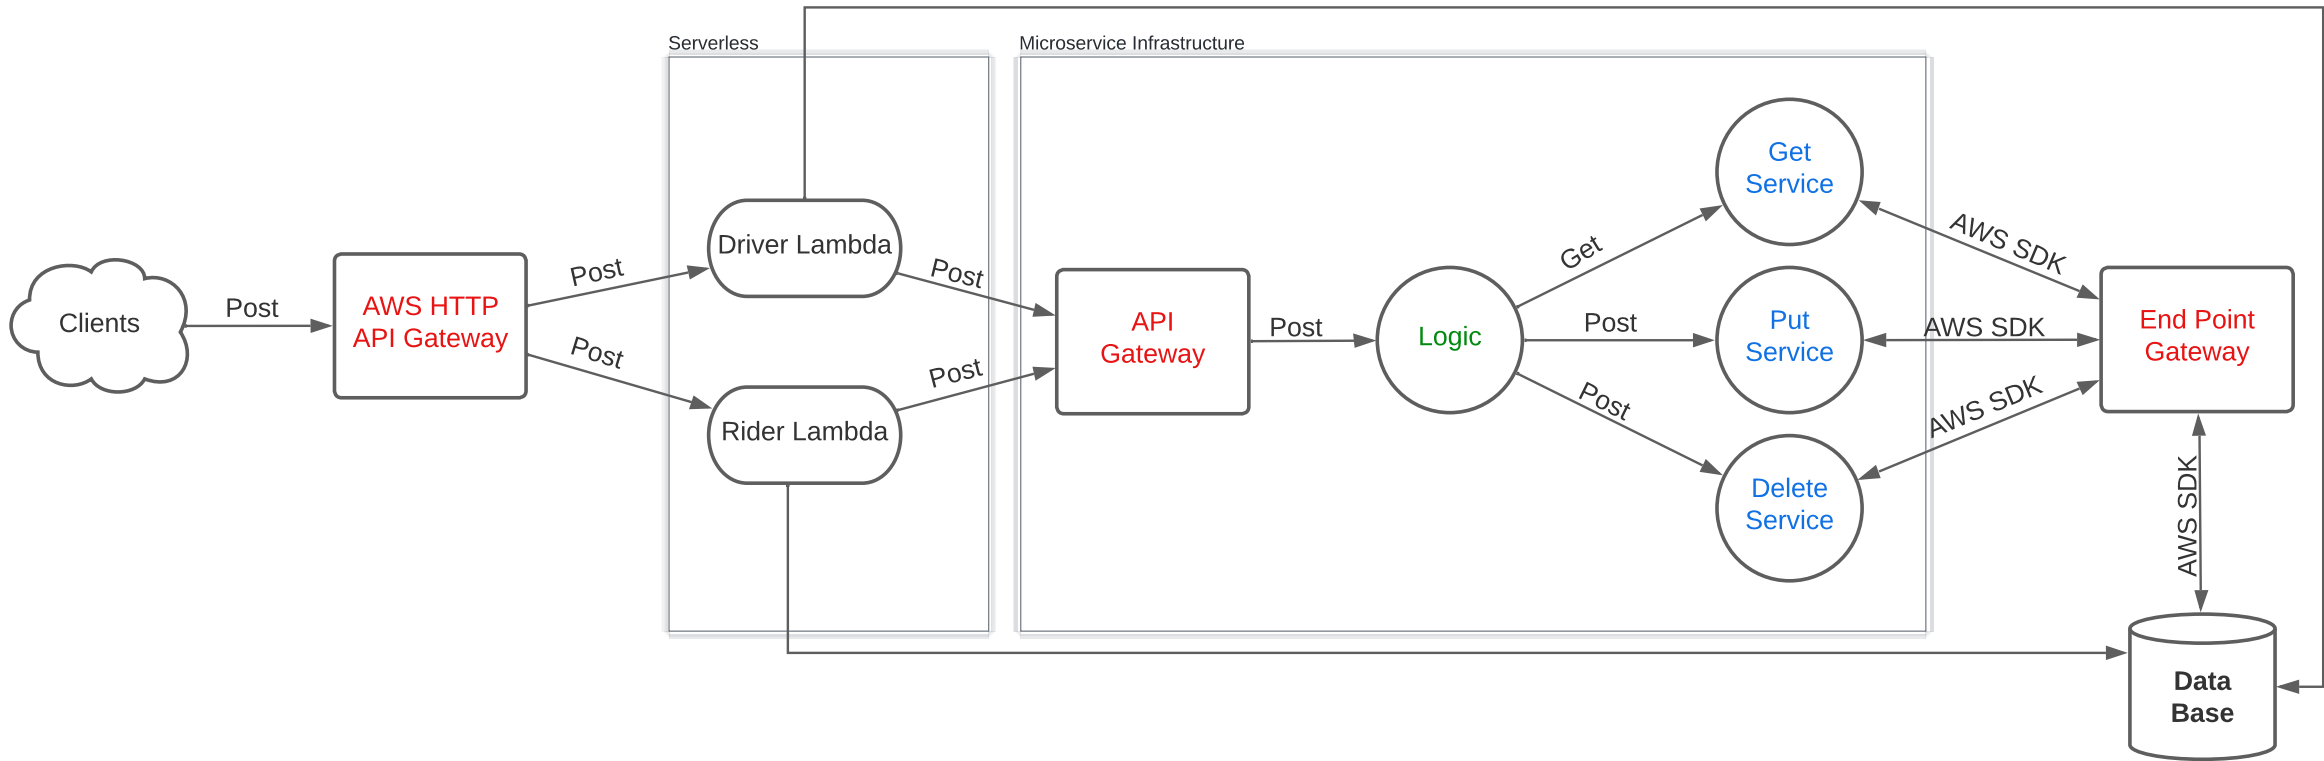 Serverless
Microservice Infrastructure
Clients
Post
AWS HTTP
API Gateway
Post
Post
Driver Lambda
Rider Lambda
Post
Post
API
Gateway
Post
Logic
Get
Post
Post
Get
Service
Put
Service
Delete
Service
AWS SDK
AWS SDK
AWS SDK
End Point
Gateway
AWS SDK
Data
Base